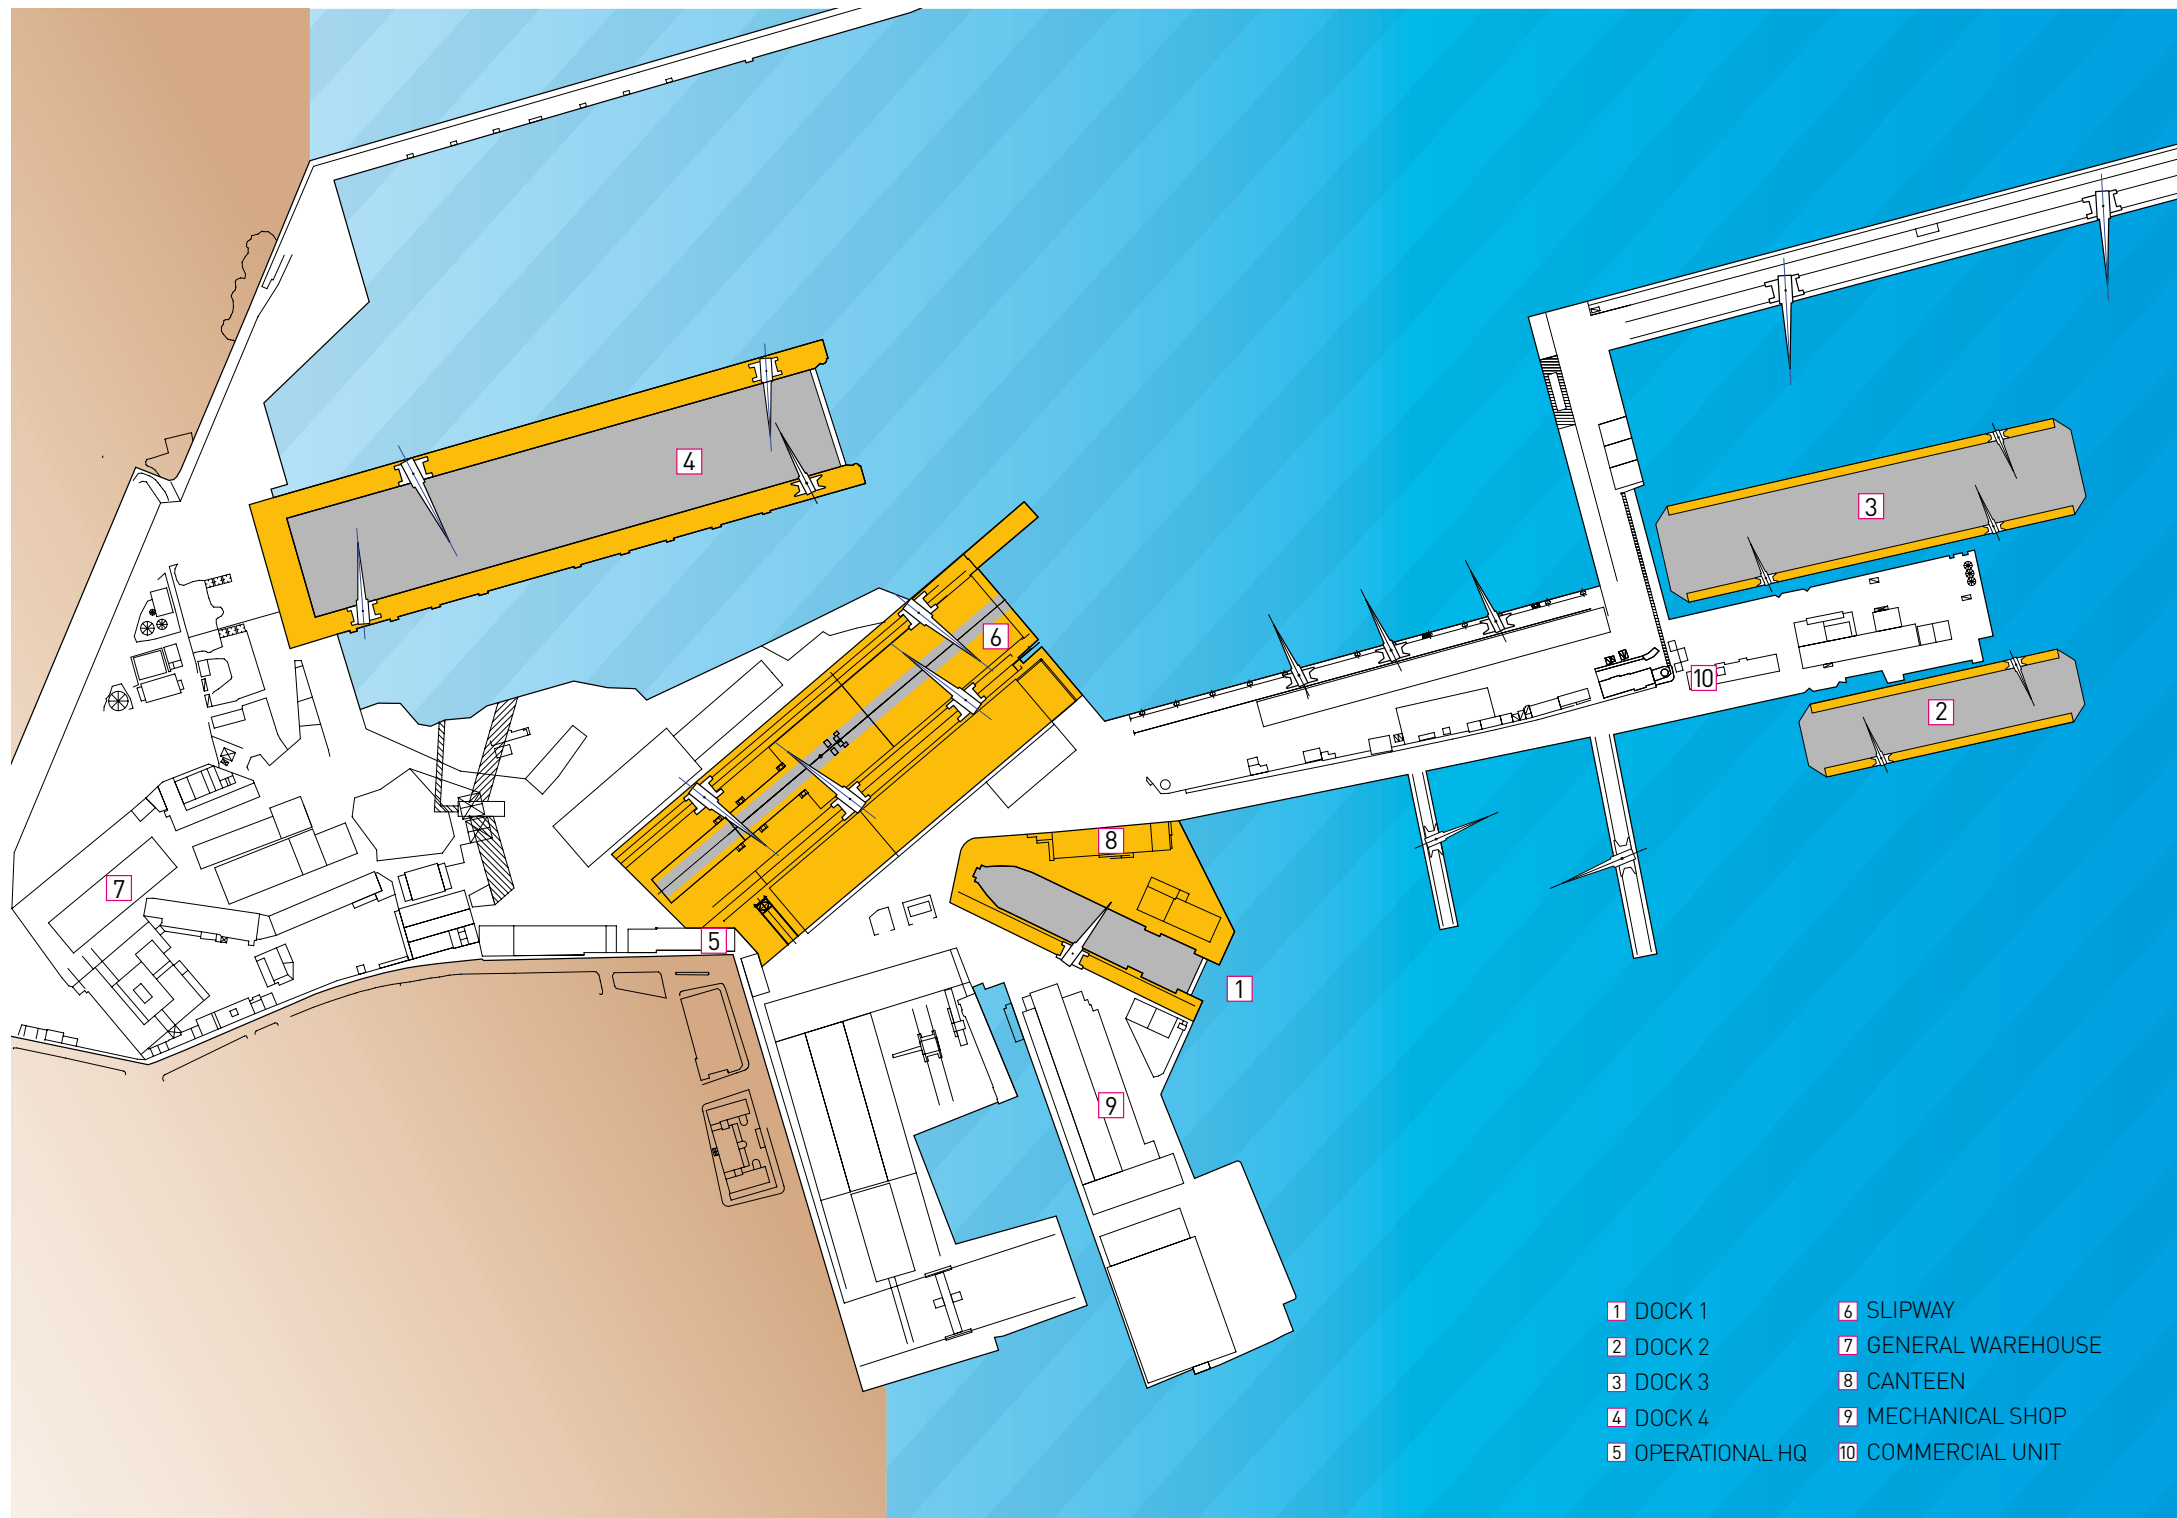 4
3
6
10
2
8
7
5
1
9
1 DOCK 1
2 DOCK 2
3 DOCK 3
4 DOCK 4
5 OPERATIONAL HQ
6 SLIPWAY
7 GENERAL WAREHOUSE
8 CANTEEN
9 MECHANICAL SHOP
10 COMMERCIAL UNIT